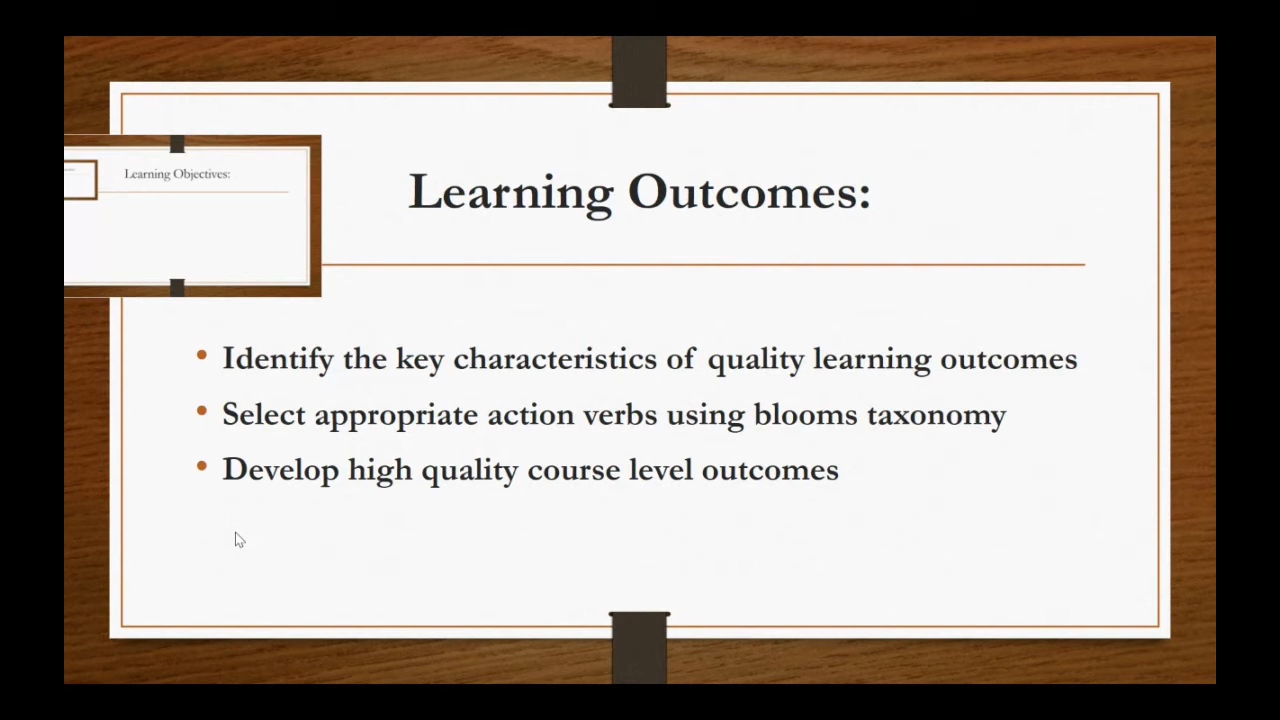 Learning Objectives:
Learning Outcomes:
• Identify the key characteristics of quality learning outcomes
• Select appropriate action verbs using blooms taxonomy
• Develop high quality course level outcomes